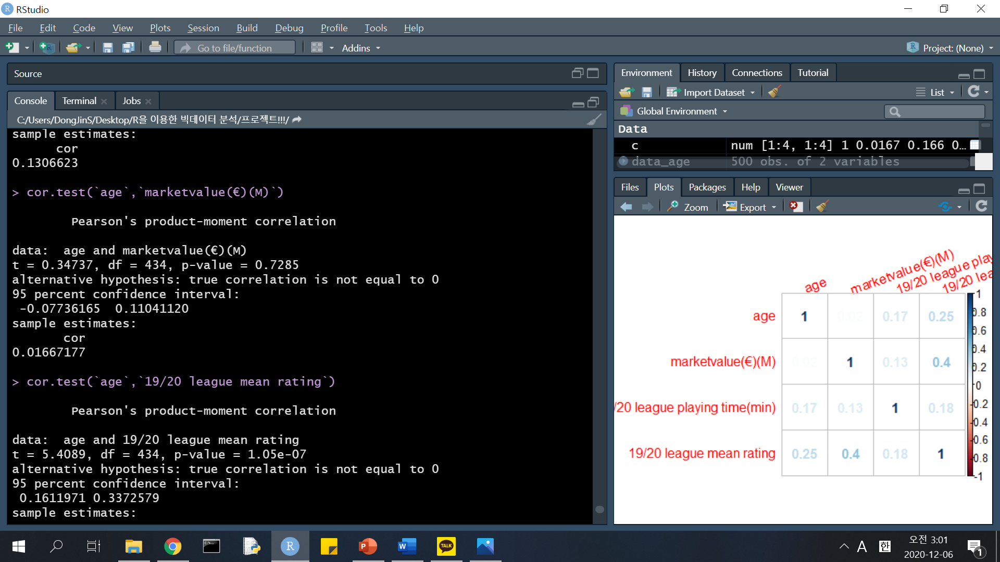 RStudio
File Edit Code View Plots Session Build Debug Profile Tools Help
Go to file/function
Addins
Project: (None)
Source
Console Terminal Jobs
C:/Users/DongJinS/Desktop/R을 이용한 빅데이터 분석/프로젝트!!!/
sample estimates:
cor
0.1306623
> cor.test(`age`,`marketvalue(€)(M)`)
Pearson's product-moment correlation
data:  age and marketvalue(€)(M)
t = 0.34737, df = 434, p-value = 0.7285
alternative hypothesis: true correlation is not equal to 0
95 percent confidence interval:
-0.07736165  0.11041120
sample estimates:
cor
0.01667177
> cor.test(`age`,`19/20 league mean rating`)
Pearson's product-moment correlation
data:  age and 19/20 league mean rating
t = 5.4089, df = 434, p-value = 1.05e-07
alternative hypothesis: true correlation is not equal to 0
95 percent confidence interval:
0.1611971 0.3372579
sample estimates:
Environment History Connections Tutorial
Import Dataset
List
Global Environment
Data
c num [1:4, 1:4] 1 0.0167 0.166 0...
data_age 500 obs. of 2 variables
Files Plots Packages Help Viewer
Zoom Export
age
marketvalue(€)(M)
19/20 league play
19/20 lea
age 1 0.02 0.17 0.25
marketvalue(€)(M) 0.02 1 0.13 0.4
/20 league playing time(min) 0.17 0.13 1 0.18
19/20 league mean rating 0.25 0.4 0.18 1
1
0.8
0.6
0.4
0.2
0
-0.2
-0.4
-0.6
-0.8
-1
TALK
A 한
오전 3:01
2020-12-06
1